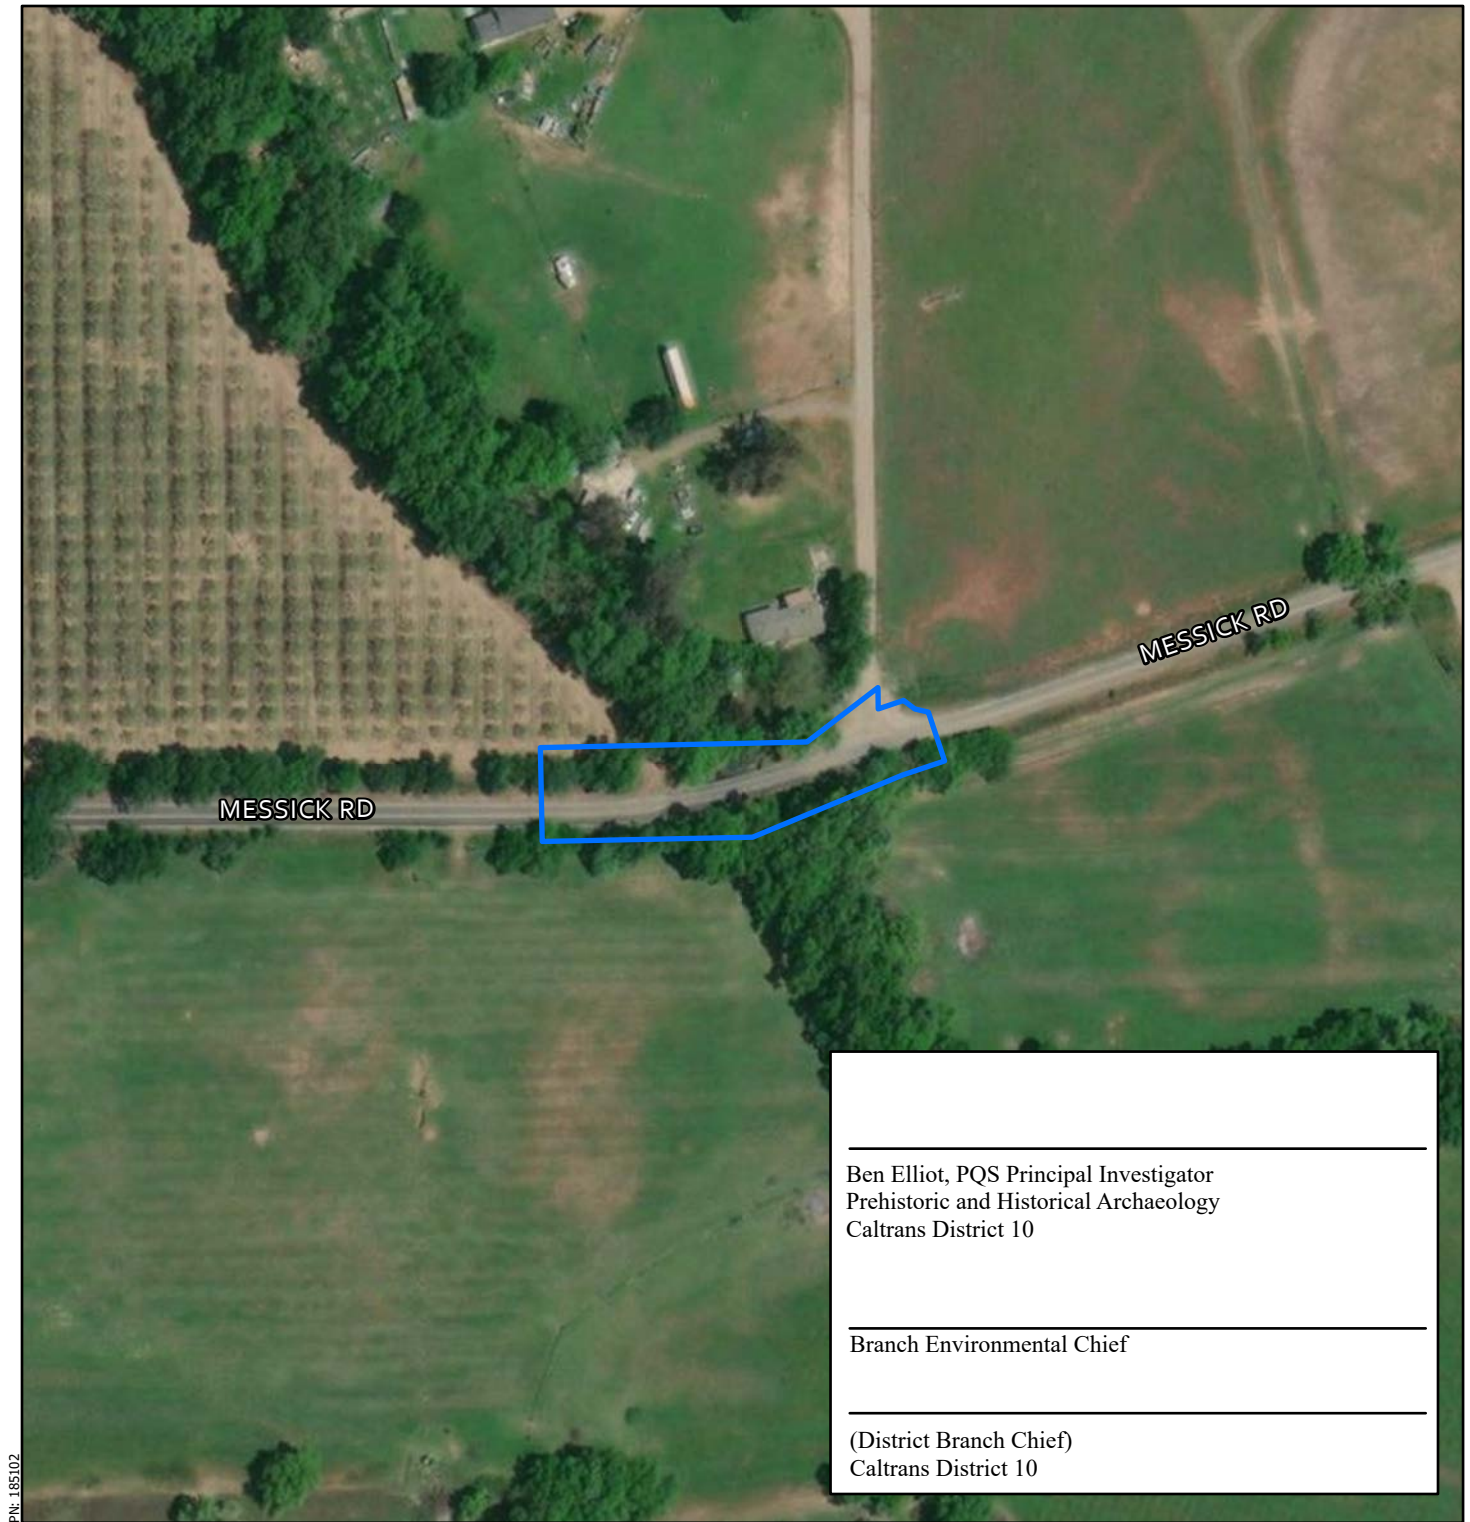 MESSICK RD
MESSICK RD
Ben Elliot, PQS Principal Investigator
Prehistoric and Historical Archaeology
Caltrans District 10
Branch Environmental Chief
(District Branch Chief)
Caltrans District 10
PN: 185102